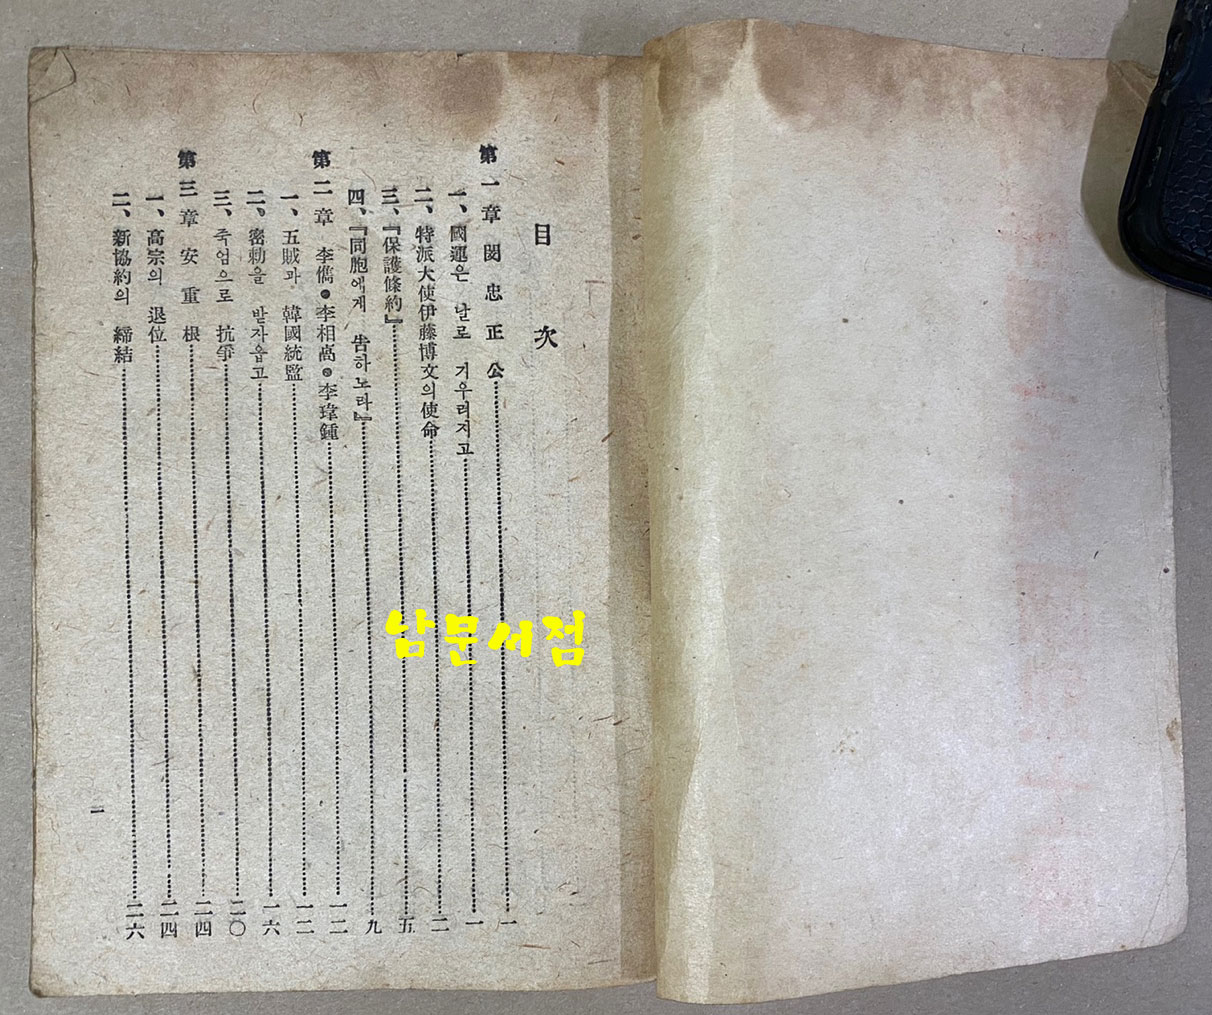 目次
第一章 閔忠正公 一
一、國運은 날로 기우러지고 一
二、特派大使伊藤博文의 使命 二
三、『保護條約』 五
四、『同胞에게 告하노라』 九
第二章 李儁・李相卨・李瑋鍾 一二
一、五賊과 韓國統監 一二
二、密勅을 받자옵고 一六
三、죽엄으로 抗爭 二〇
第三章 安重根 二四
一、高宗의 退位 二四
二、新協約의 締結 二六
一
남문서점